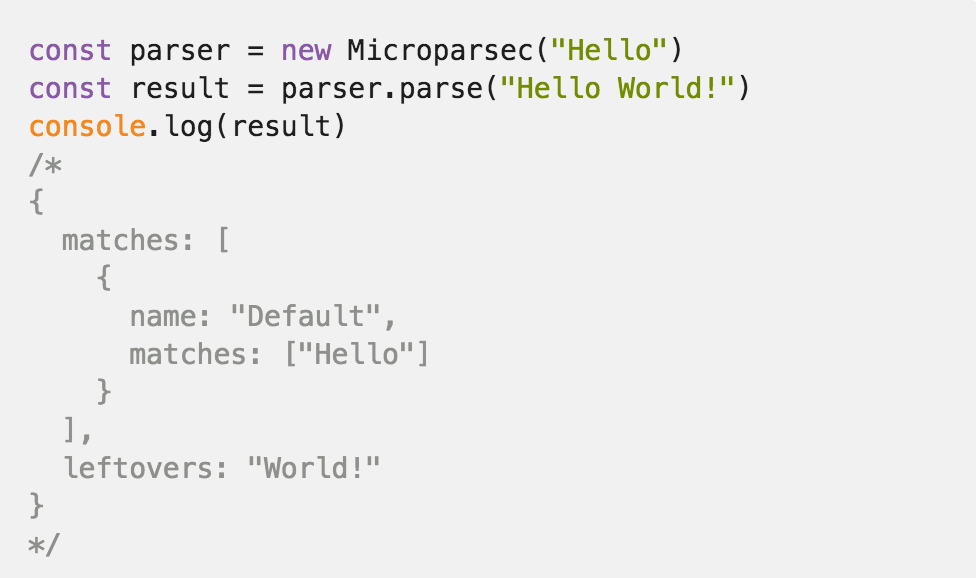 const parser = new Microparsec("Hello")
const result = parser.parse("Hello World!")
console.log(result)
/*
{
  matches: [
    {
      name: "Default",
      matches: ["Hello"]
    }
  ],
  leftovers: "World!"
}
*/